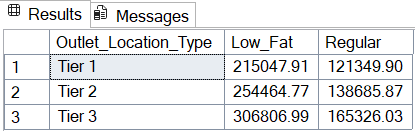 Results Messages
Outlet_Location_Type Low_Fat Regular
1 Tier 1 215047.91 121349.90
2 Tier 2 254464.77 138685.87
3 Tier 3 306806.99 165326.03